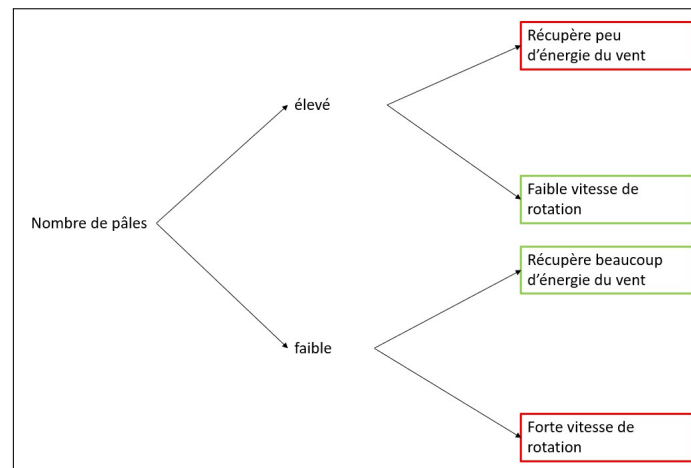 Récupère peu
d'énergie du vent
élevé
Faible vitesse de
rotation
Nombre de pâles
Récupère beaucoup
d'énergie du vent
faible
Forte vitesse de
rotation